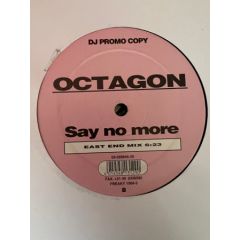 DJ PROMO COPY
OCTAGON
Say no more
EAST END MIX 6:23
B